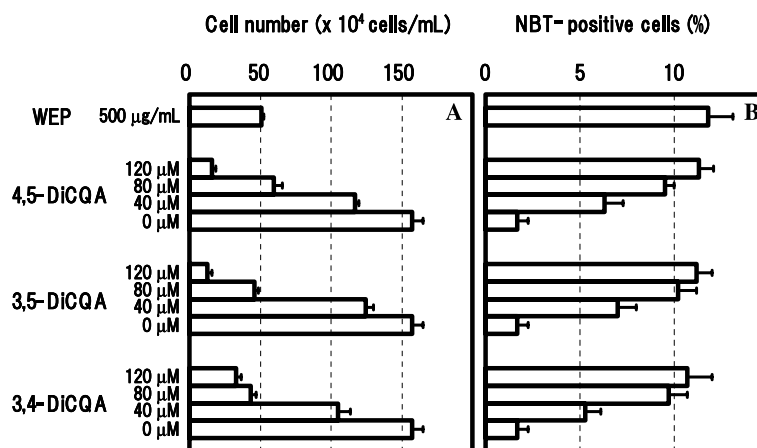 Cell number (x 10⁴ cells/mL) NBT-positive cells (%)
0 50 100 150 0 5 10
WEP 500 μg/mL A B
4,5-DiCQA
120 μM
80 μM
40 μM
0 μM
3,5-DiCQA
120 μM
80 μM
40 μM
0 μM
3,4-DiCQA
120 μM
80 μM
40 μM
0 μM